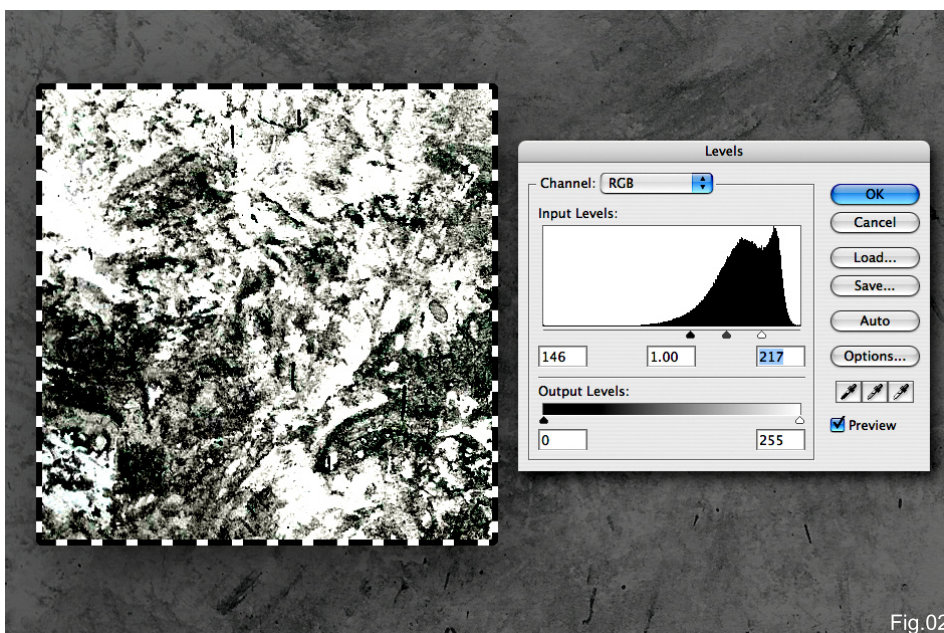 Levels
Channel: RGB
OK
Input Levels:
Cancel
Load...
Save...
Auto
146 1.00 217
Options...
Output Levels:
Preview
0 255
Fig.02